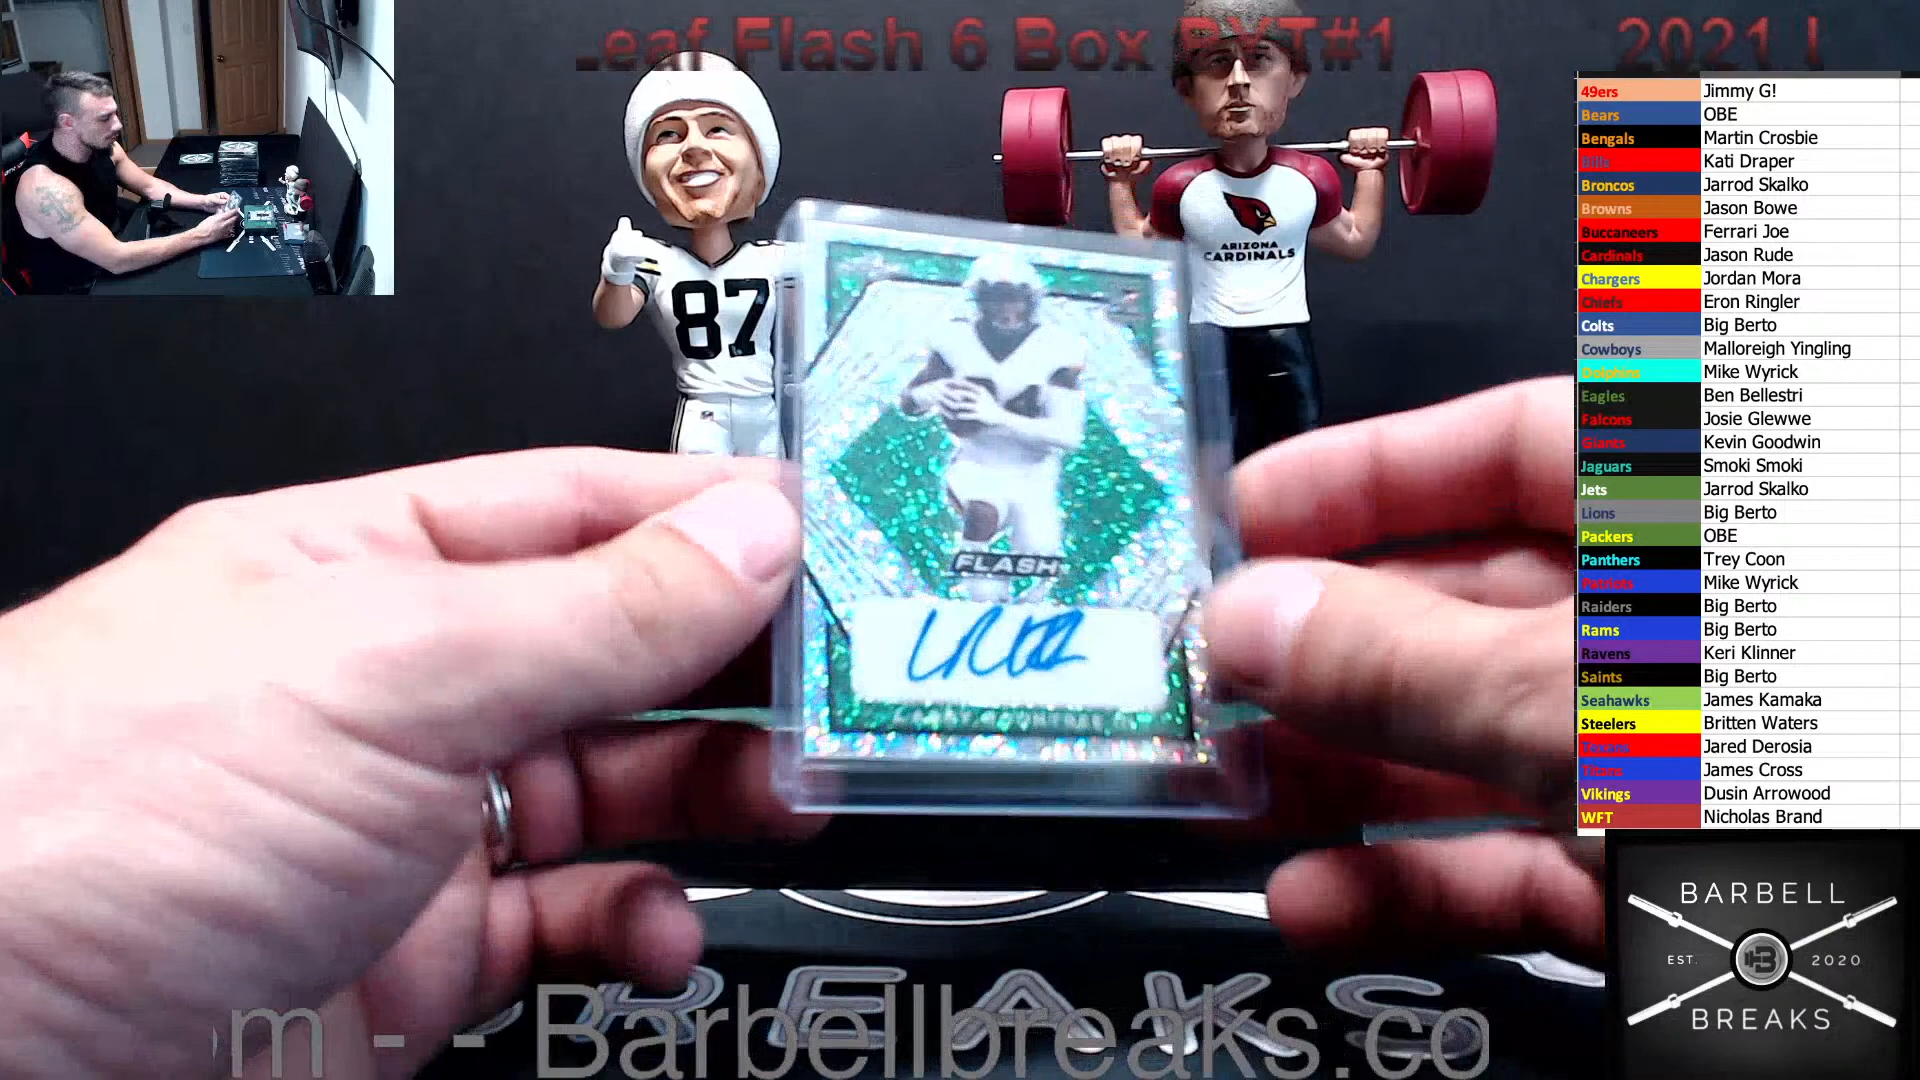 Leaf Flash 6 Box PYT#1 2021 L
49ers Jimmy G!
Bears OBE
Bengals Martin Crosbie
Bills Kati Draper
Broncos Jarrod Skalko
Browns Jason Bowe
Buccaneers Ferrari Joe
Cardinals Jason Rude
Chargers Jordan Mora
Chiefs Eron Ringler
Colts Big Berto
Cowboys Malloreigh Yingling
Dolphins Mike Wyrick
Eagles Ben Bellestri
Falcons Josie Glewwe
Giants Kevin Goodwin
Jaguars Smoki Smoki
Jets Jarrod Skalko
Lions Big Berto
Packers OBE
Panthers Trey Coon
Patriots Mike Wyrick
Raiders Big Berto
Rams Big Berto
Ravens Keri Klinner
Saints Big Berto
Seahawks James Kamaka
Steelers Britten Waters
Texans Jared Derosia
Titans James Cross
Vikings Dusin Arrowood
WFT Nicholas Brand
87
ARIZONA
CARDINALS
FLASH
BARBELL
EST. B 2020
BREAKS
BREAKS
m - - Barbellbreaks.co